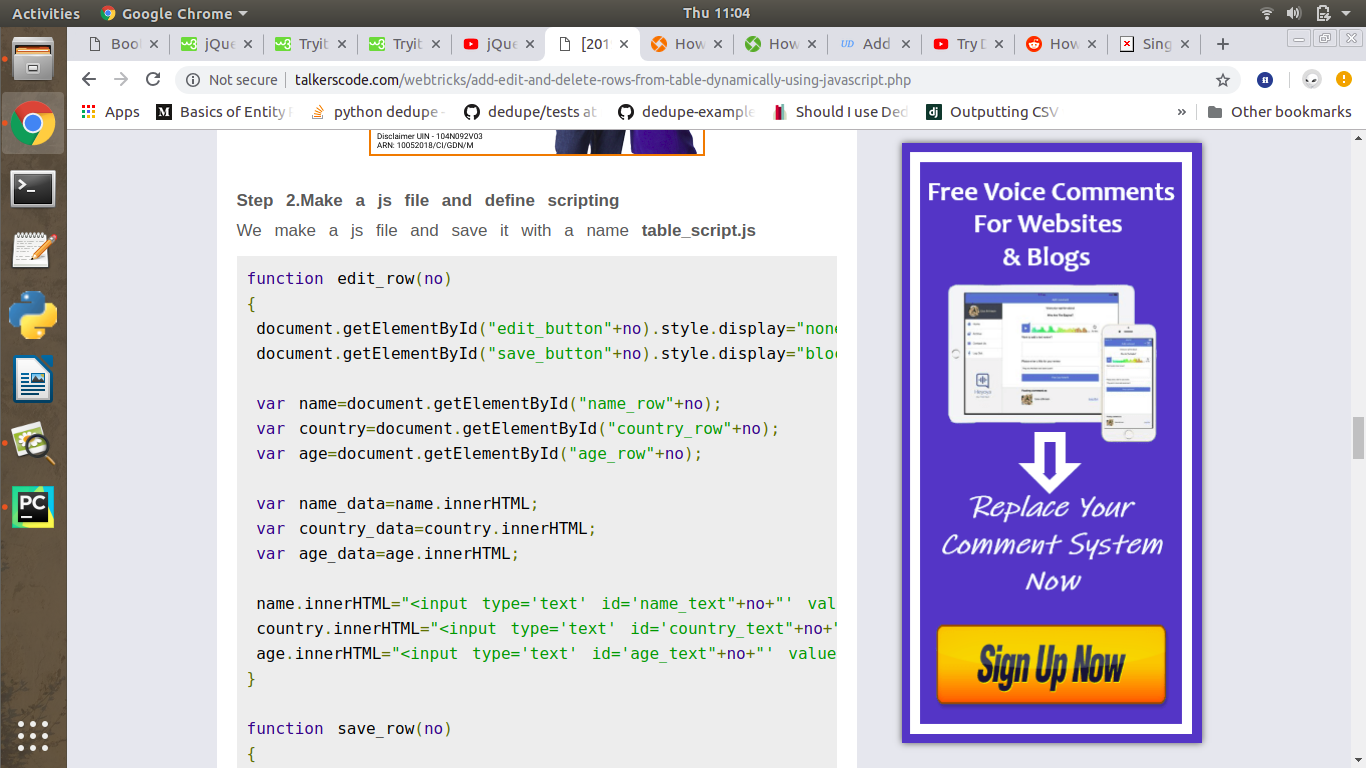 Activities Google Chrome Thu 11:04
Bool jQue Tryit Tryit jQue [201 How How Add Try D How Sing
Not secure talkerscode.com/webtricks/add-edit-and-delete-rows-from-table-dynamically-using-javascript.php
Apps Basics of Entity python dedupe - dedupe/tests at dedupe-example Should I use Ded Outputting CSV » Other bookmarks
Disclaimer UIN - 104N092V03
ARN: 10052018/CI/GDN/M
Step 2.Make a js file and define scripting
We make a js file and save it with a name table_script.js
function edit_row(no)
{
document.getElementById("edit_button"+no).style.display="none
document.getElementById("save_button"+no).style.display="bloc
var name=document.getElementById("name_row"+no);
var country=document.getElementById("country_row"+no);
var age=document.getElementById("age_row"+no);
var name_data=name.innerHTML;
var country_data=country.innerHTML;
var age_data=age.innerHTML;
name.innerHTML="<input type='text' id='name_text"+no+"' val
country.innerHTML="<input type='text' id='country_text"+no+"
age.innerHTML="<input type='text' id='age_text"+no+"' value
}
function save_row(no)
{
Free Voice Comments
For Websites
& Blogs
Replace Your
Comment System
Now
Sign Up Now